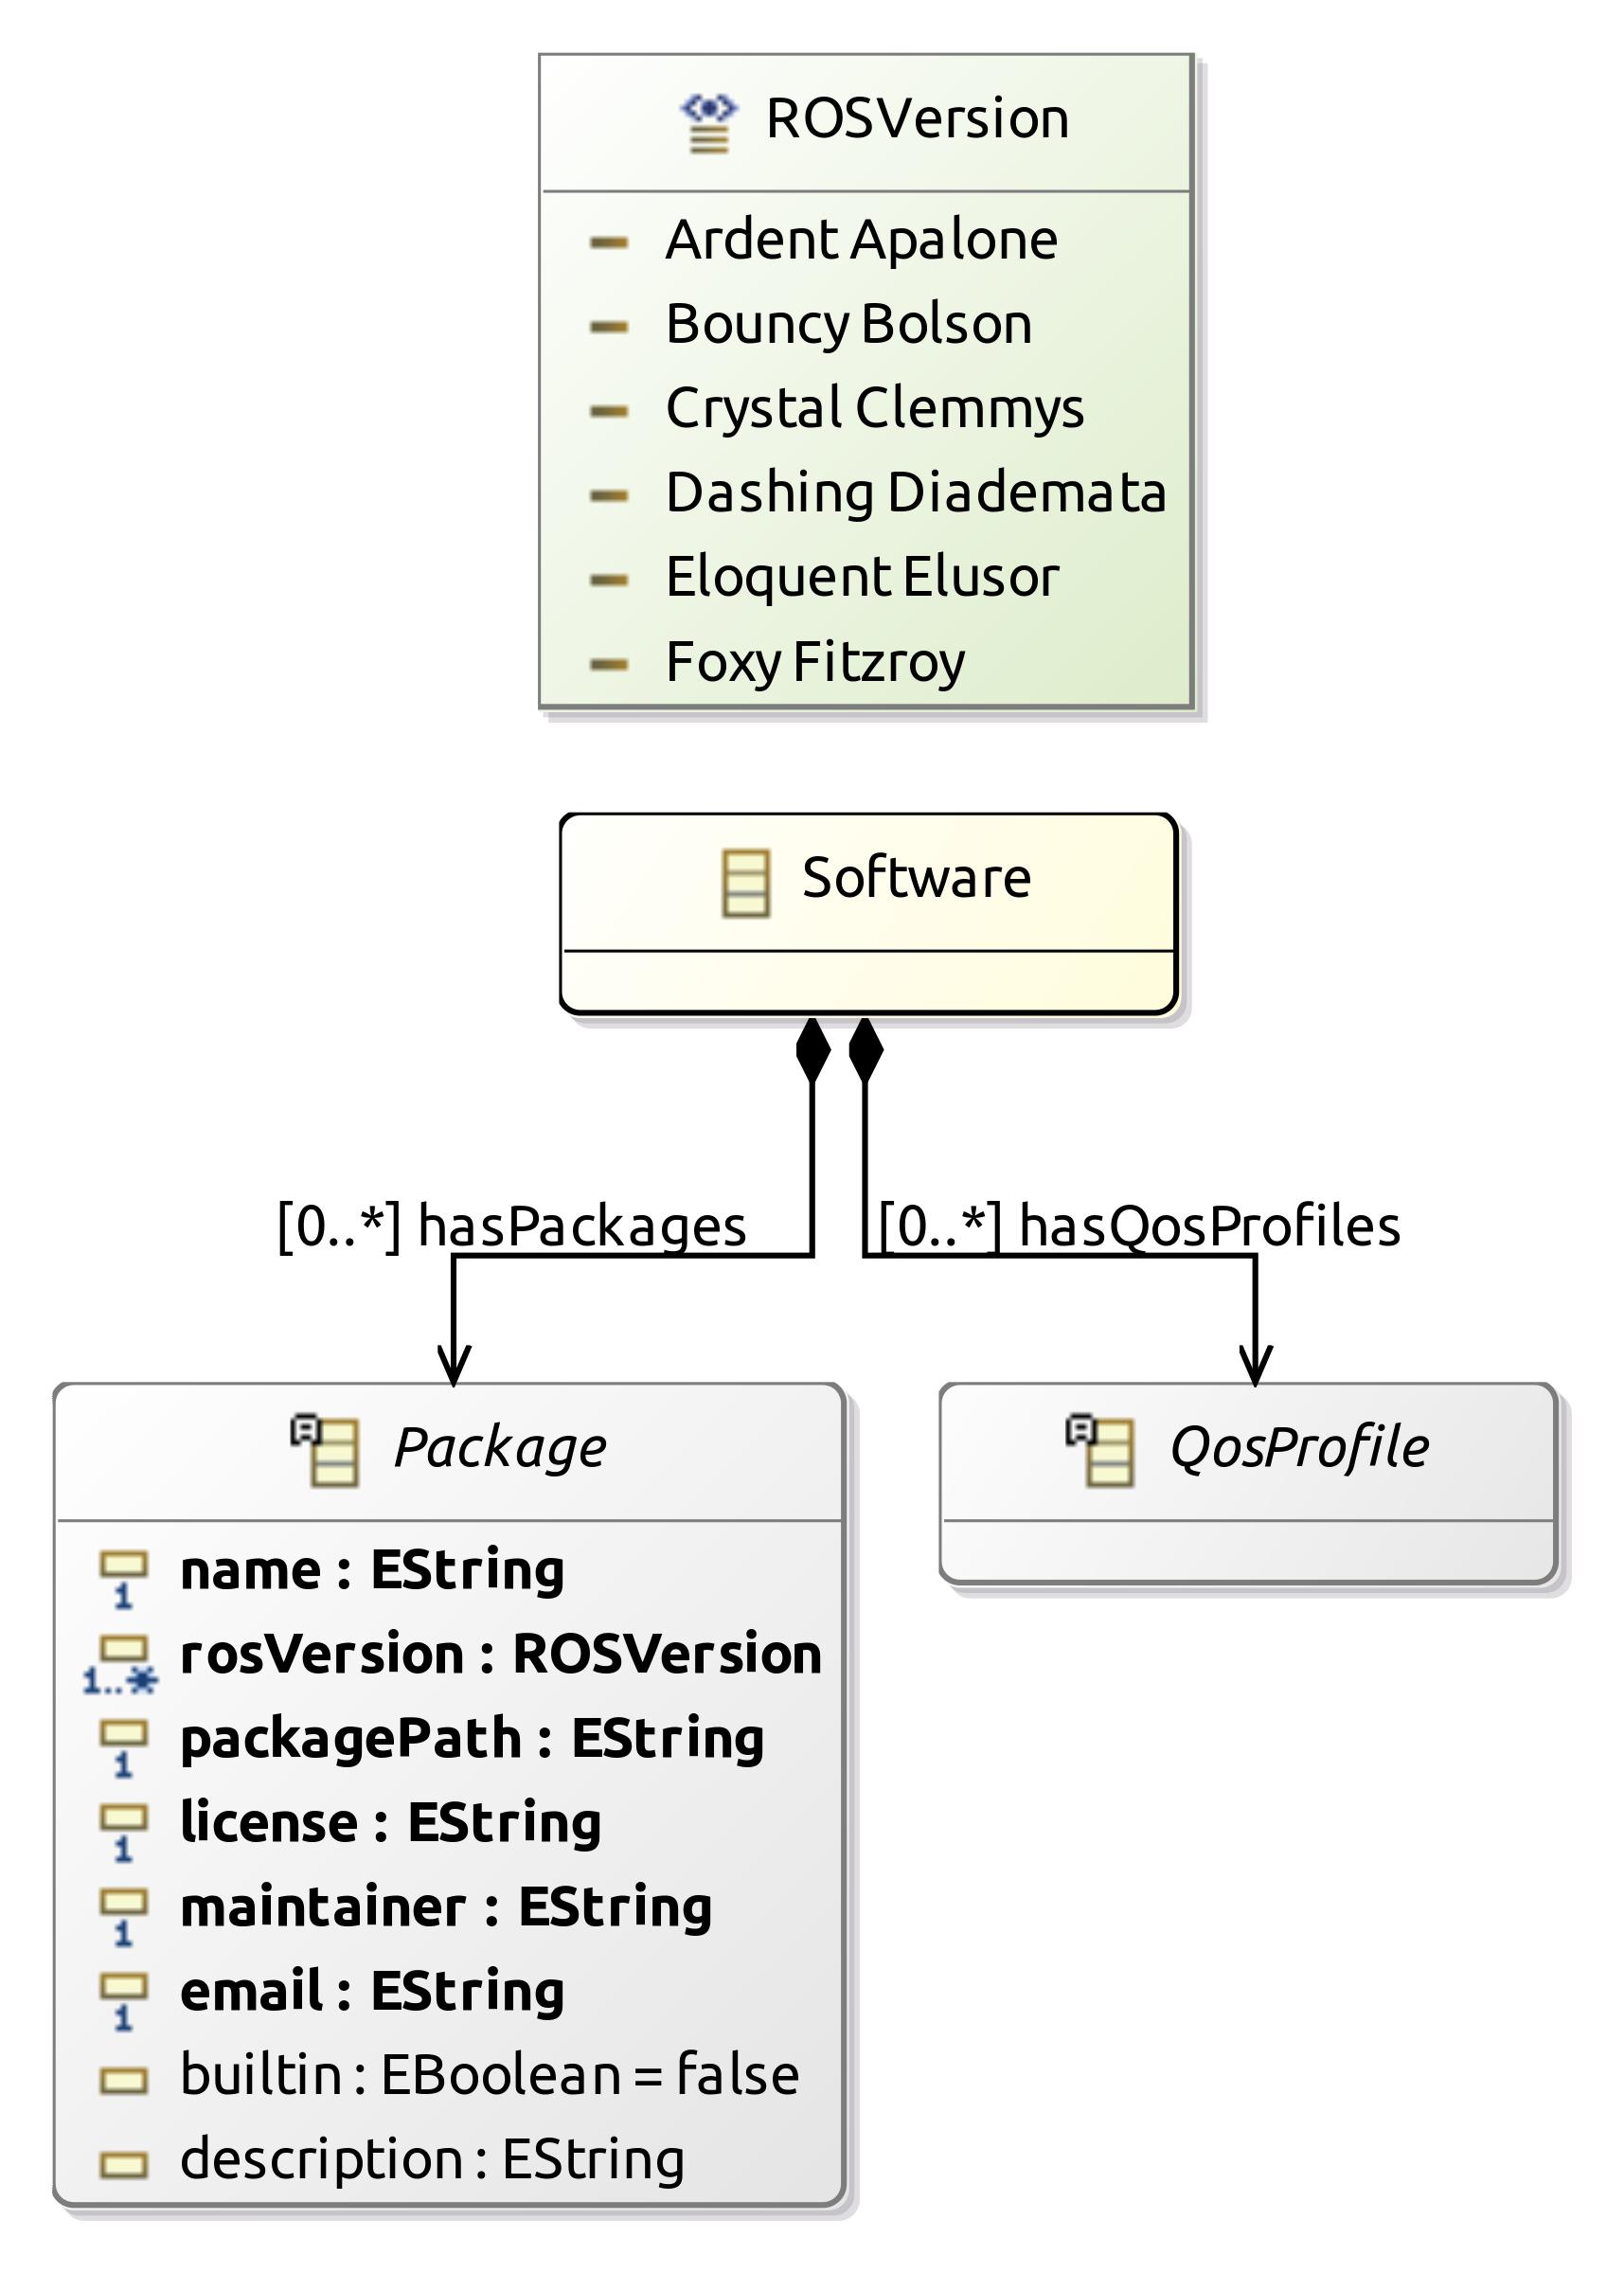 ROSVersion
Ardent Apalone
Bouncy Bolson
Crystal Clemmys
Dashing Diademata
Eloquent Elusor
Foxy Fitzroy
Software
[0..*] hasPackages
[0..*] hasQosProfiles
Package
1 name : EString
1..* rosVersion : ROSVersion
1 packagePath : EString
1 license : EString
1 maintainer : EString
1 email : EString
builtin : EBoolean = false
description : EString
QosProfile